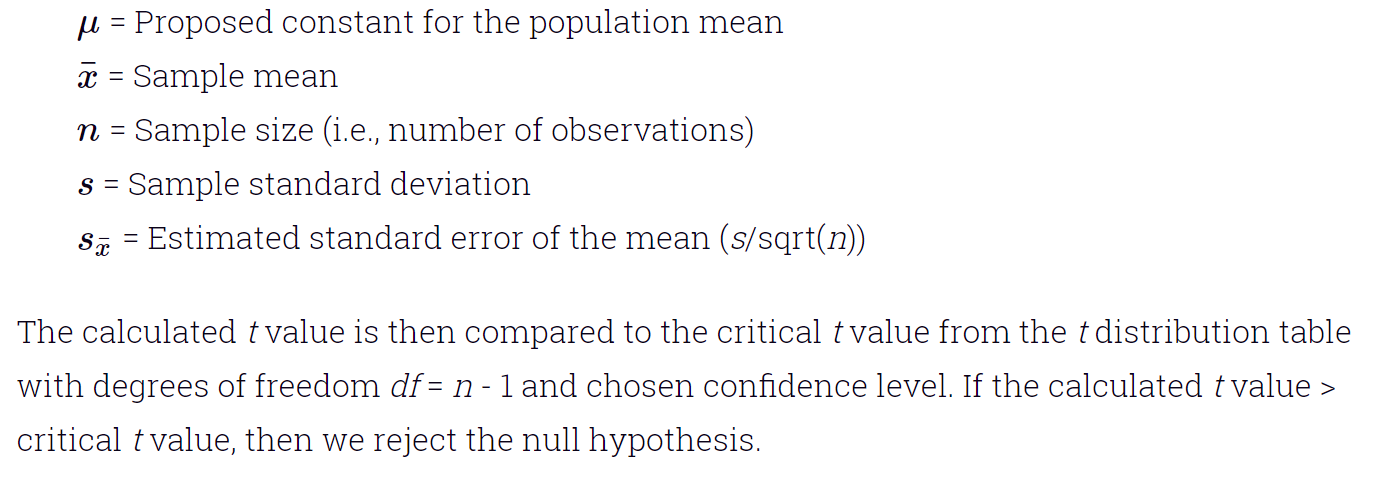 μ = Proposed constant for the population mean
x̄ = Sample mean
n = Sample size (i.e., number of observations)
s = Sample standard deviation
s_x̄ = Estimated standard error of the mean (s/sqrt(n))
The calculated t value is then compared to the critical t value from the t distribution table
with degrees of freedom df = n - 1 and chosen confidence level. If the calculated t value >
critical t value, then we reject the null hypothesis.